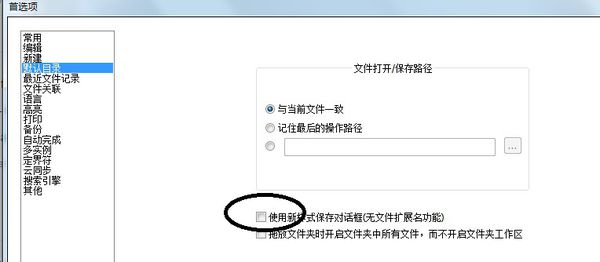 首选项
常用
编辑
新建
默认目录
最近文件记录
文件关联
语言
高亮
打印
备份
自动完成
多实例
定界符
云同步
搜索引擎
其他
文件打开/保存路径
与当前文件一致
记住最后的操作路径
...
使用新样式保存对话框(无文件扩展名功能)
拖放文件夹时开启文件夹中所有文件，而不开启文件夹工作区